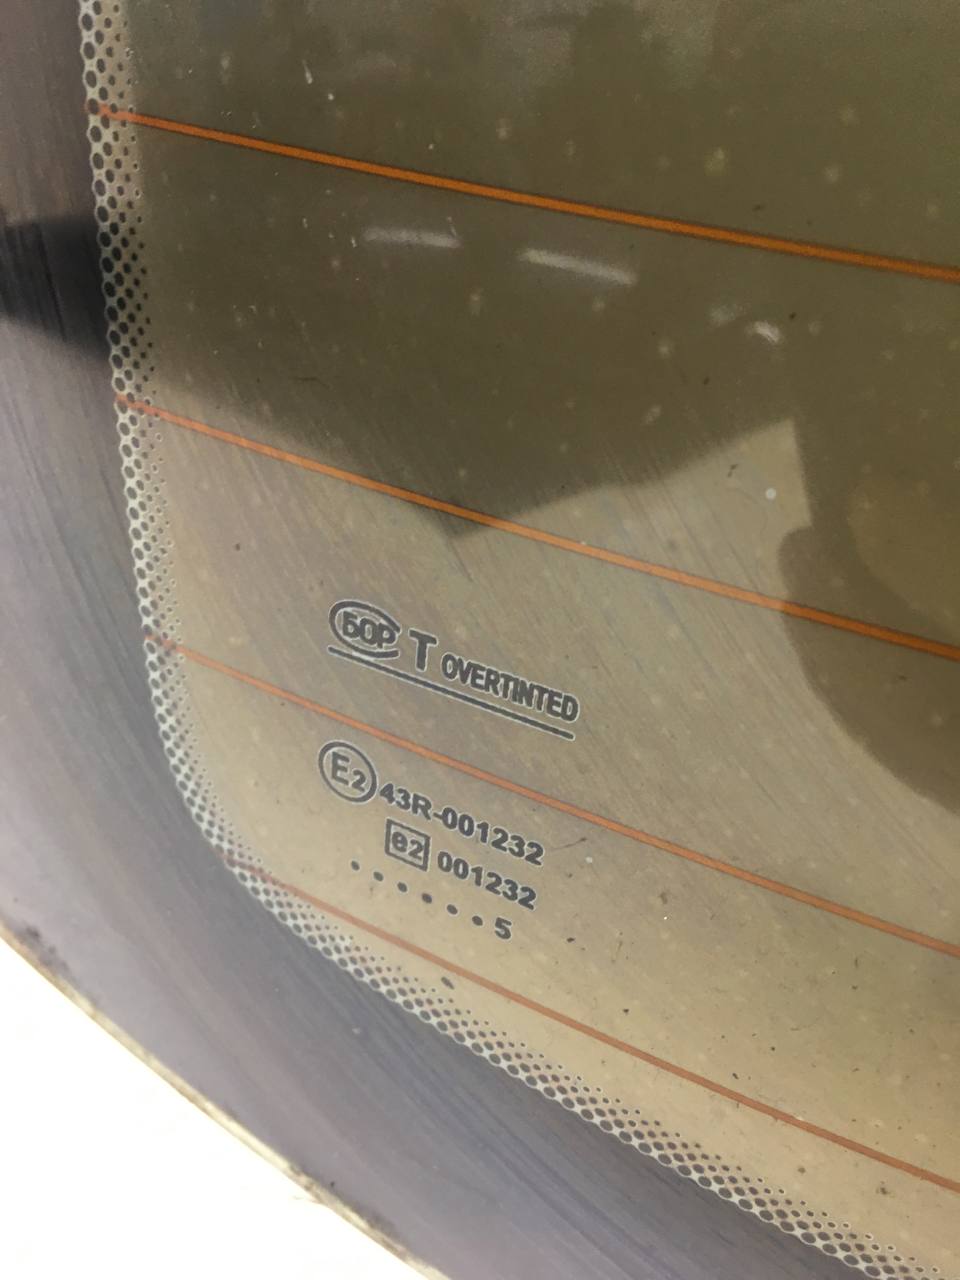 БОР T OVERTINTED
E2 43R-001232
e2 001232
. . . . . . 5